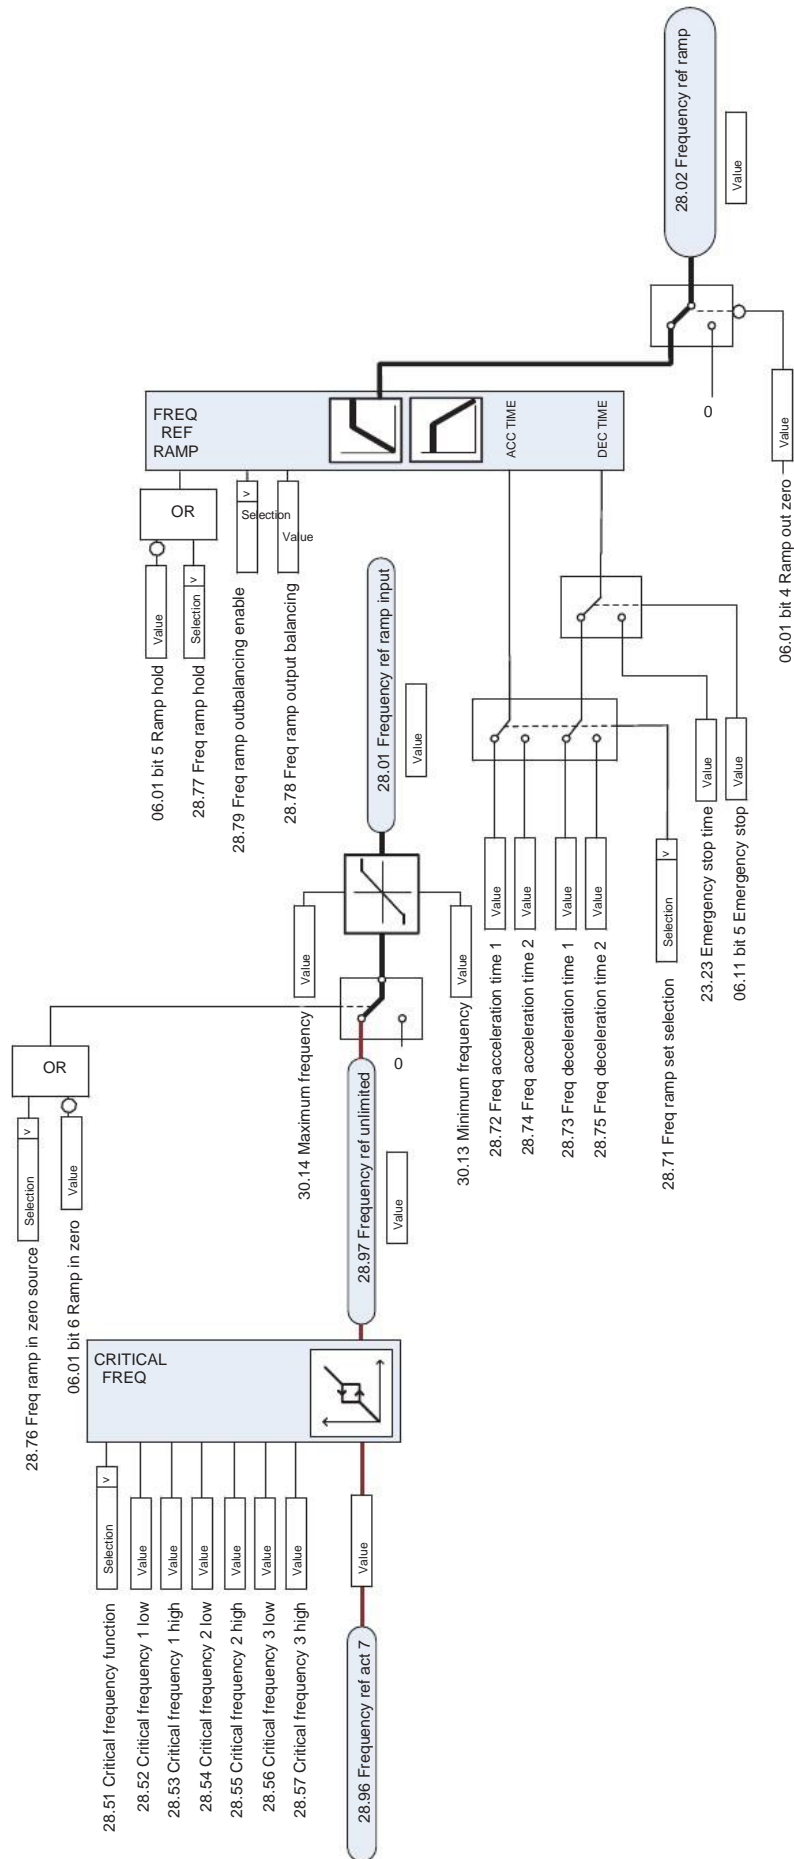 28.51 Critical frequency function
Selection
v
28.52 Critical frequency 1 low
Value
28.53 Critical frequency 1 high
Value
28.54 Critical frequency 2 low
Value
28.55 Critical frequency 2 high
Value
28.56 Critical frequency 3 low
Value
28.57 Critical frequency 3 high
Value
28.96 Frequency ref act 7
Value
CRITICAL
FREQ
28.76 Freq ramp in zero source
Selection
v
06.01 bit 6 Ramp in zero
Value
OR
28.97 Frequency ref unlimited
Value
0
30.14 Maximum frequency
Value
30.13 Minimum frequency
Value
28.01 Frequency ref ramp input
Value
06.01 bit 5 Ramp hold
Value
28.77 Freq ramp hold
Selection
v
OR
28.79 Freq ramp outbalancing enable
Selection
v
28.78 Freq ramp output balancing
Value
FREQ
REF
RAMP
ACC TIME
DEC TIME
28.72 Freq acceleration time 1
Value
28.74 Freq acceleration time 2
Value
28.73 Freq deceleration time 1
Value
28.75 Freq deceleration time 2
Value
28.71 Freq ramp set selection
Selection
v
23.23 Emergency stop time
Value
06.11 bit 5 Emergency stop
Value
06.01 bit 4 Ramp out zero
Value
0
28.02 Frequency ref ramp
Value